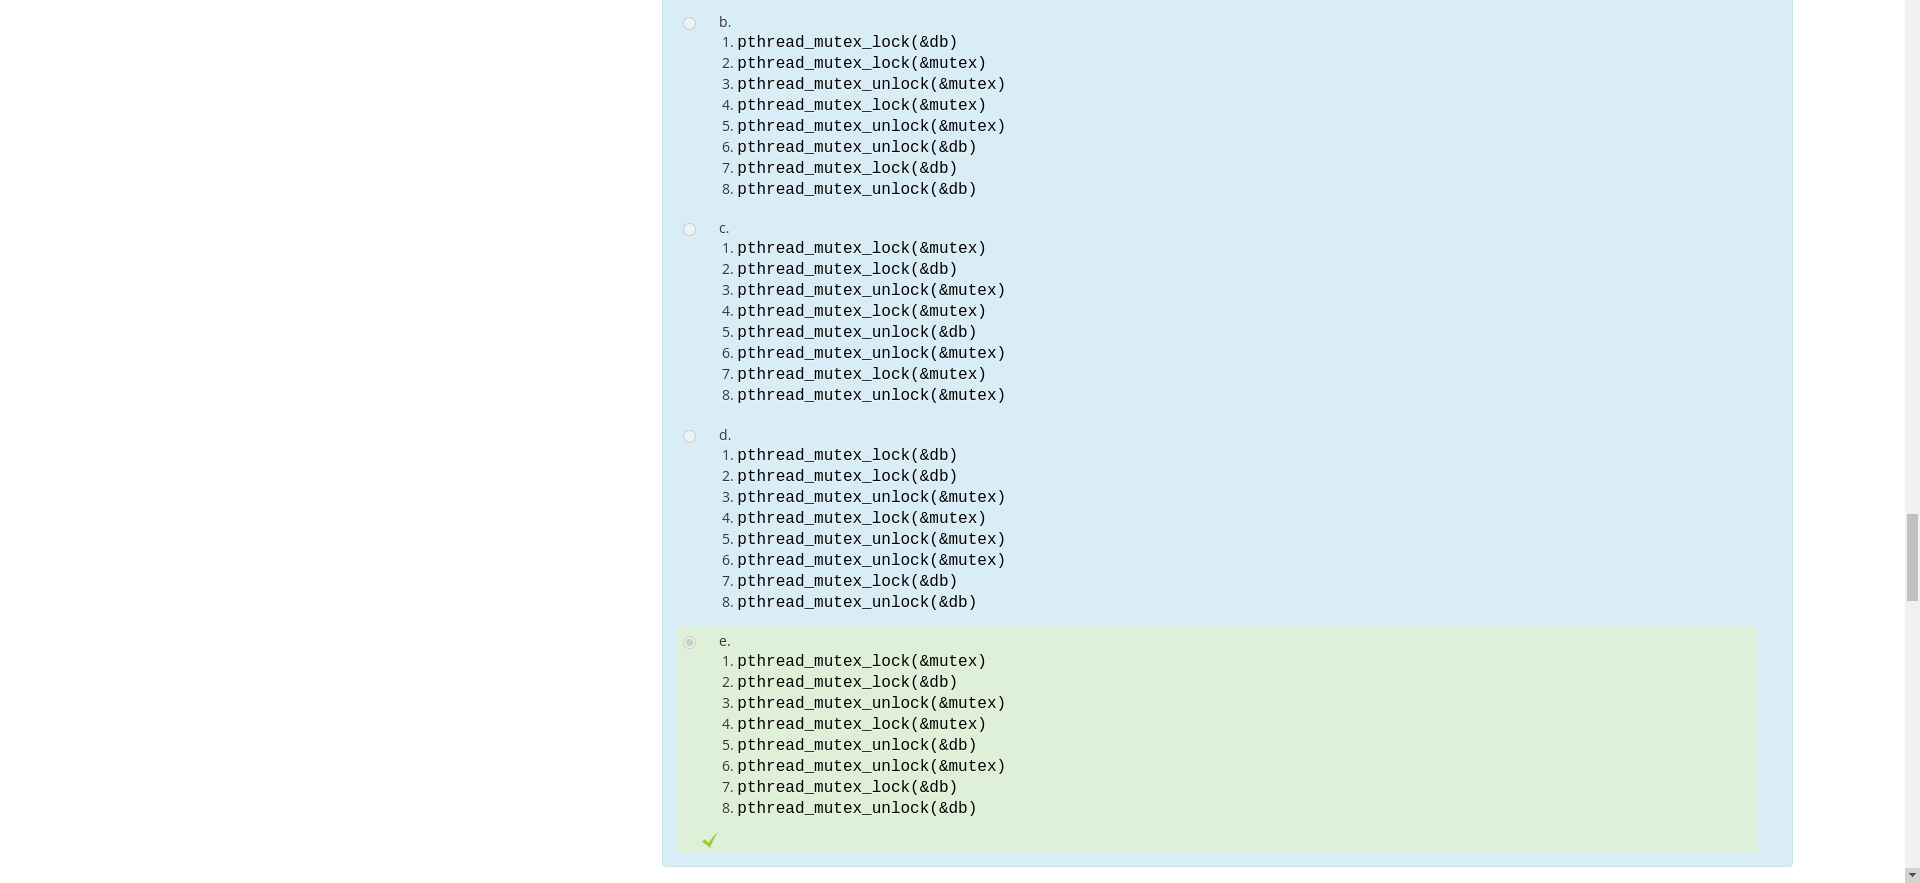 b.
1. pthread_mutex_lock(&db)
2. pthread_mutex_lock(&mutex)
3. pthread_mutex_unlock(&mutex)
4. pthread_mutex_lock(&mutex)
5. pthread_mutex_unlock(&mutex)
6. pthread_mutex_unlock(&db)
7. pthread_mutex_lock(&db)
8. pthread_mutex_unlock(&db)
c.
1. pthread_mutex_lock(&mutex)
2. pthread_mutex_lock(&db)
3. pthread_mutex_unlock(&mutex)
4. pthread_mutex_lock(&mutex)
5. pthread_mutex_unlock(&db)
6. pthread_mutex_unlock(&mutex)
7. pthread_mutex_lock(&mutex)
8. pthread_mutex_unlock(&mutex)
d.
1. pthread_mutex_lock(&db)
2. pthread_mutex_lock(&db)
3. pthread_mutex_unlock(&mutex)
4. pthread_mutex_lock(&mutex)
5. pthread_mutex_unlock(&mutex)
6. pthread_mutex_unlock(&mutex)
7. pthread_mutex_lock(&db)
8. pthread_mutex_unlock(&db)
e.
1. pthread_mutex_lock(&mutex)
2. pthread_mutex_lock(&db)
3. pthread_mutex_unlock(&mutex)
4. pthread_mutex_lock(&mutex)
5. pthread_mutex_unlock(&db)
6. pthread_mutex_unlock(&mutex)
7. pthread_mutex_lock(&db)
8. pthread_mutex_unlock(&db)